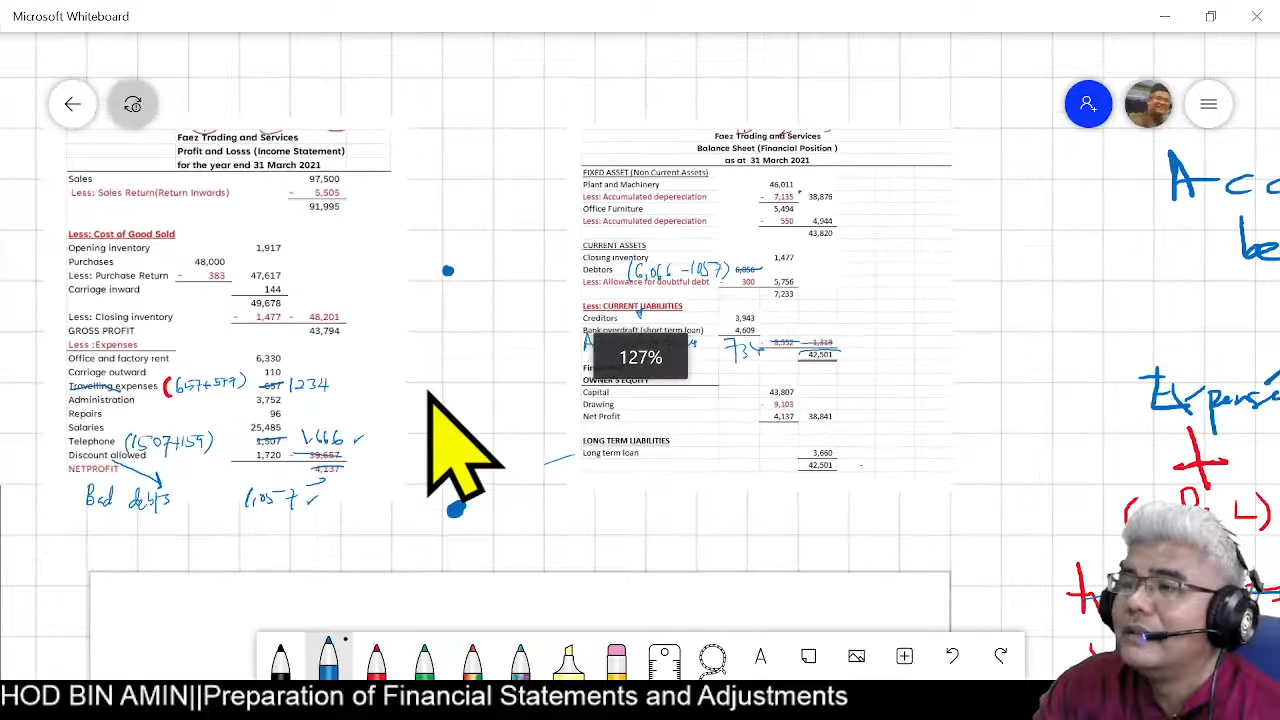 Microsoft Whiteboard
Faez Trading and Services
Profit and Losss (Income Statement)
for the year end 31 March 2021
Sales 97,500
Less: Sales Return(Return Inwards) - 5,505
91,995
Less: Cost of Good Sold
Opening inventory 1,917
Purchases 48,000
Less: Purchase Return - 383 47,617
Carriage inward 144
49,678
Less: Closing inventory - 1,477 - 48,201
GROSS PROFIT 43,794
Less :Expenses
Office and factory rent 6,330
Carriage outward 110
Travelling expenses (657+577) 657 1234
Administration 3,752
Repairs 96
Salaries 25,485
Telephone (1507+159) 1,507 1,666
Discount allowed 1,720 - 39,657
NETPROFIT 4,137
Bad debts 1,057
Faez Trading and Services
Balance Sheet (Financial Position )
as at 31 March 2021
FIXED ASSET (Non Current Assets)
Plant and Machinery 46,011
Less: Accumulated depereciation - 7,135 38,876
Office Furniture 5,494
Less: Accumulated depereciation - 550 4,944
43,820
CURRENT ASSETS
Closing inventory 1,477
Debtors (6,066-1057) 6,056
Less: Allowance for doubtful debt - 300 5,756
7,233
Less: CURRENT LIABILIITIES
Creditors 3,943
Bank overdraft (short term loan) 4,609
- 8,552 - 1,319
42,501
127%
OWNER'S EQUITY
Capital 43,807
Drawing - 9,103
Net Profit 4,137 38,841
LONG TERM LIABILITIES
Long term loan 3,660
42,501 -
Acc
be
HOD BIN AMIN||Preparation of Financial Statements and Adjustments